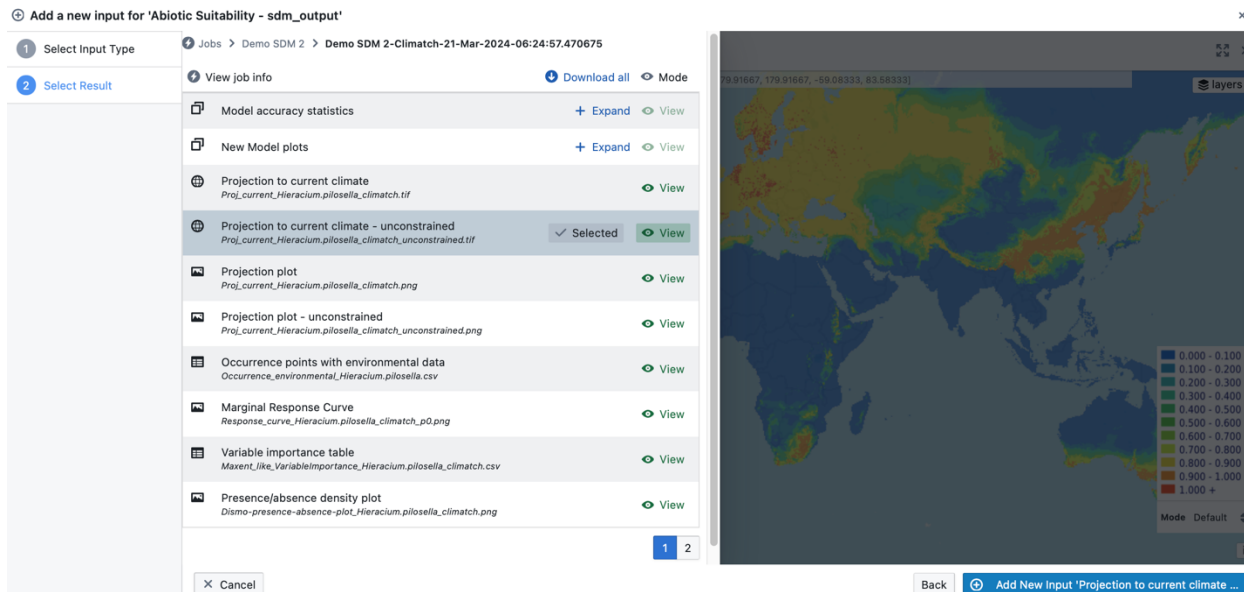 Add a new input for 'Abiotic Suitability - sdm_output'
1 Select Input Type
2 Select Result
Jobs > Demo SDM 2 > Demo SDM 2-Climatch-21-Mar-2024-06:24:57.470675
View job info Download all Mode
Model accuracy statistics + Expand View
New Model plots + Expand View
Projection to current climate View
Proj_current_Hieracium.pilosella_climatch.tif
Projection to current climate - unconstrained Selected View
Proj_current_Hieracium.pilosella_climatch_unconstrained.tif
Projection plot View
Proj_current_Hieracium.pilosella_climatch.png
Projection plot - unconstrained View
Proj_current_Hieracium.pilosella_climatch_unconstrained.png
Occurrence points with environmental data View
Occurrence_environmental_Hieracium.pilosella.csv
Marginal Response Curve View
Response_curve_Hieracium.pilosella_climatch_p0.png
Variable importance table View
Maxent_like_VariableImportance_Hieracium.pilosella_climatch.csv
Presence/absence density plot View
Dismo-presence-absence-plot_Hieracium.pilosella_climatch.png
1 2
79.91667, 179.91667, -59.08333, 83.58333]
layers
0.000 - 0.100
0.100 - 0.200
0.200 - 0.300
0.300 - 0.400
0.400 - 0.500
0.500 - 0.600
0.600 - 0.700
0.700 - 0.800
0.800 - 0.900
0.900 - 1.000
1.000 +
Mode Default
Cancel
Back
Add New Input 'Projection to current climate ...